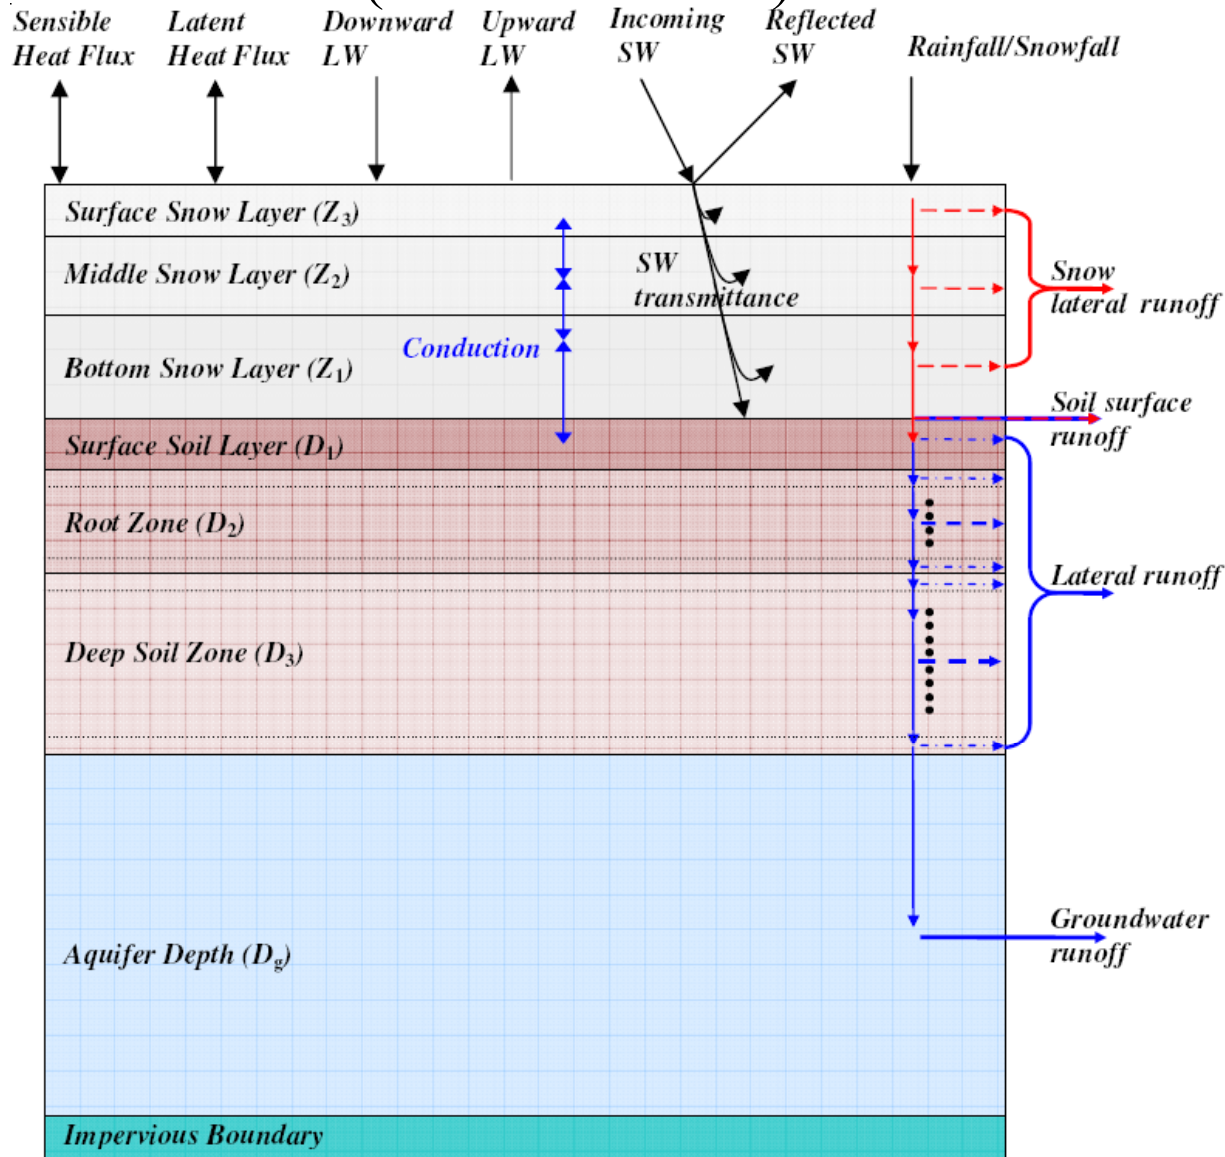 Sensible
Heat Flux
Latent
Heat Flux
Downward
LW
Upward
LW
Incoming
SW
Reflected
SW
Rainfall/Snowfall
Surface Snow Layer (Z3)
Middle Snow Layer (Z2)
SW
transmittance
Snow
lateral runoff
Conduction
Bottom Snow Layer (Z1)
Soil surface
runoff
Surface Soil Layer (D1)
Root Zone (D2)
Lateral runoff
Deep Soil Zone (D3)
Groundwater
runoff
Aquifer Depth (Dg)
Impervious Boundary